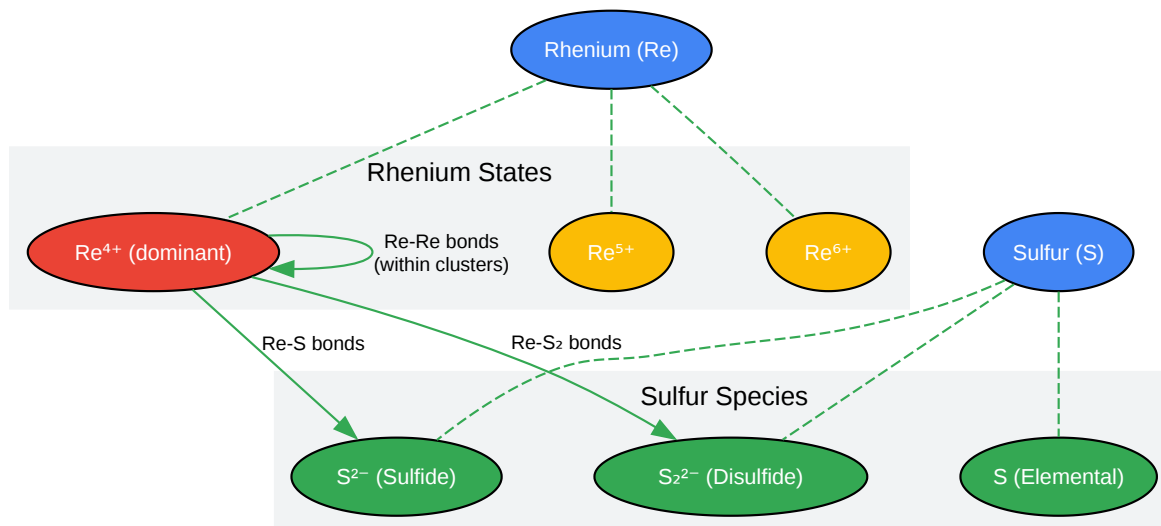 Rhenium (Re)
Rhenium States
Re⁴⁺ (dominant)
Re-Re bonds
(within clusters)
Re⁵⁺
Re⁶⁺
Sulfur (S)
Re-S bonds
Re-S₂ bonds
Sulfur Species
S²⁻ (Sulfide)
S₂²⁻ (Disulfide)
S (Elemental)